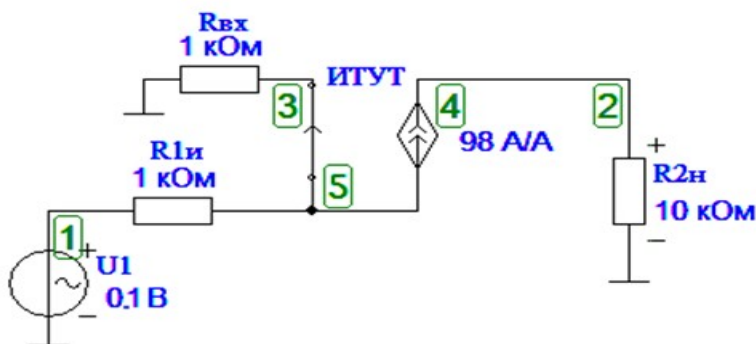 Rвх
1 кОм
ИТУТ
3
4
2
98 А/А
R1и
1 кОм
5
R2н
10 кОм
+
−
1
+
U1
0.1 В
−